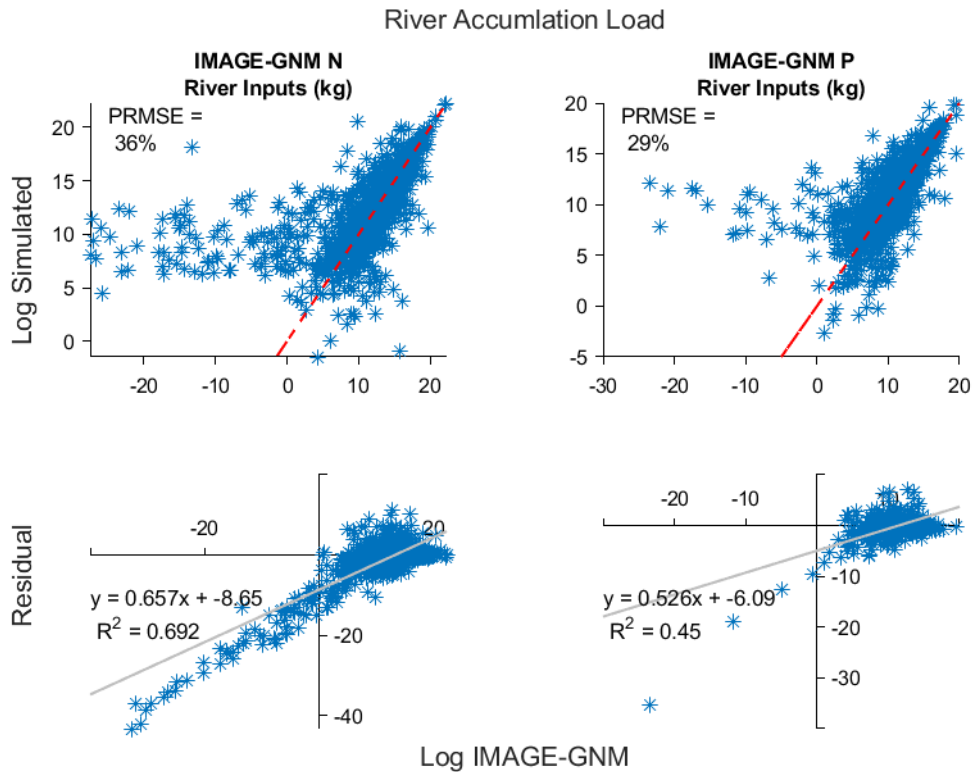 River Accumlation Load
IMAGE-GNM N
River Inputs (kg)
PRMSE =
36%
20
15
10
5
0
-20
-10
0
10
20
Log Simulated
IMAGE-GNM P
River Inputs (kg)
PRMSE =
29%
20
15
10
5
0
-5
-30
-20
-10
0
10
20
Residual
-20
20
y = 0.657x + -8.65
R² = 0.692
-20
-40
-20
-10
10
y = 0.526x + -6.09
R² = 0.45
-10
-20
-30
Log IMAGE-GNM